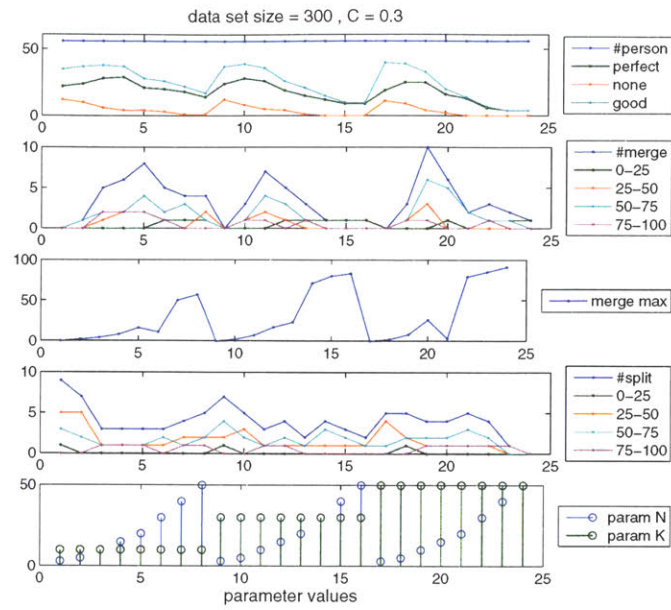 data set size = 300 , C = 0.3
50
0
0 5 10 15 20 25
#person
perfect
none
good
10
5
0
0 5 10 15 20 25
#merge
0-25
25-50
50-75
75-100
100
50
0
0 5 10 15 20 25
merge max
10
5
0
0 5 10 15 20 25
#split
0-25
25-50
50-75
75-100
50
0
0 5 10 15 20 25
param N
param K
parameter values